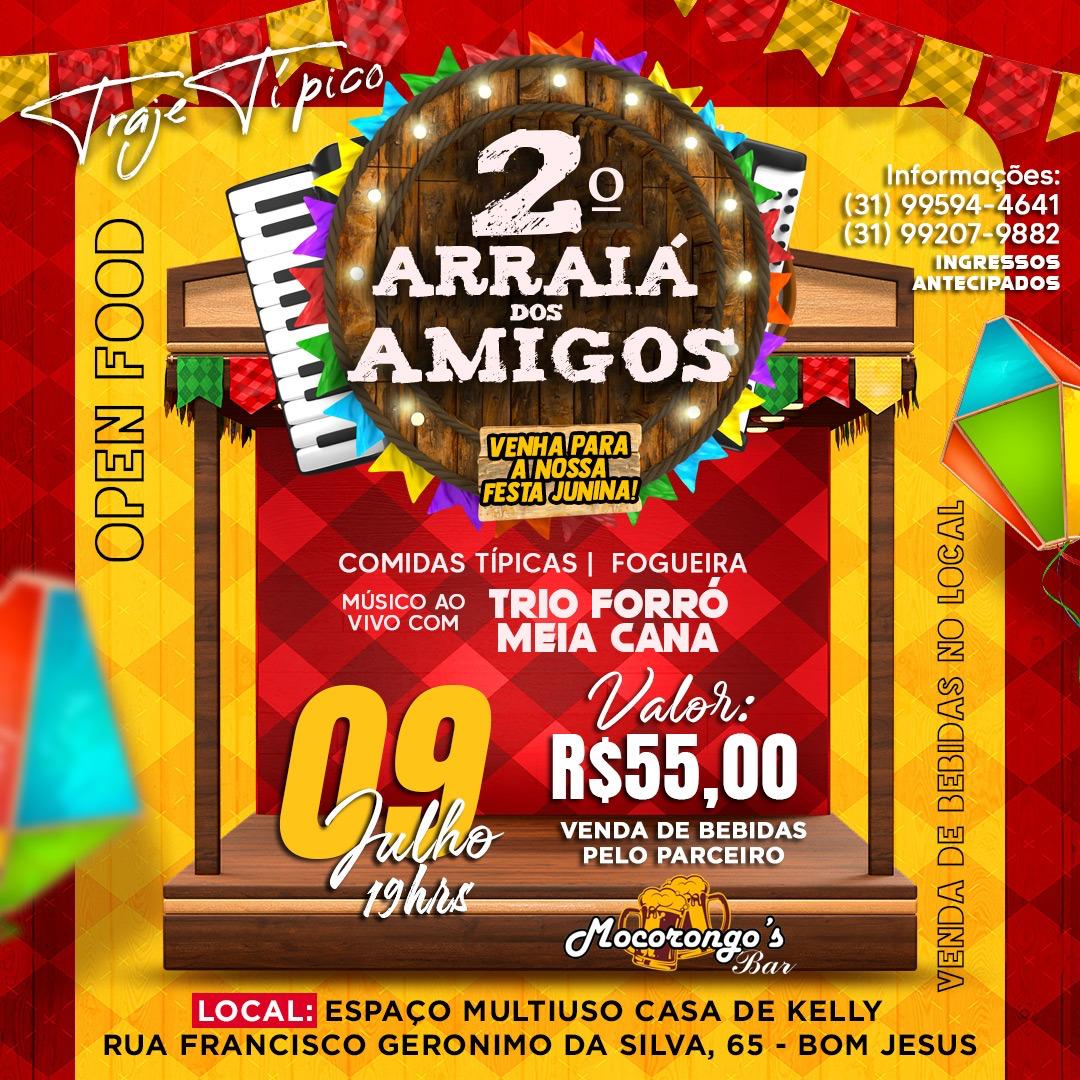 Traje Típico
2º
ARRAIÁ
DOS
AMIGOS
VENHA PARA
A NOSSA
FESTA JUNINA!
Informações:
(31) 99594-4641
(31) 99207-9882
INGRESSOS
ANTECIPADOS
OPEN FOOD
COMIDAS TÍPICAS | FOGUEIRA
MÚSICO AO
VIVO COM
TRIO FORRÓ
MEIA CANA
09
Julho
19hrs
Valor:
R$55,00
VENDA DE BEBIDAS
PELO PARCEIRO
Mocorongo's
Bar
VENDA DE BEBIDAS NO LOCAL
LOCAL: ESPAÇO MULTIUSO CASA DE KELLY
RUA FRANCISCO GERONIMO DA SILVA, 65 - BOM JESUS